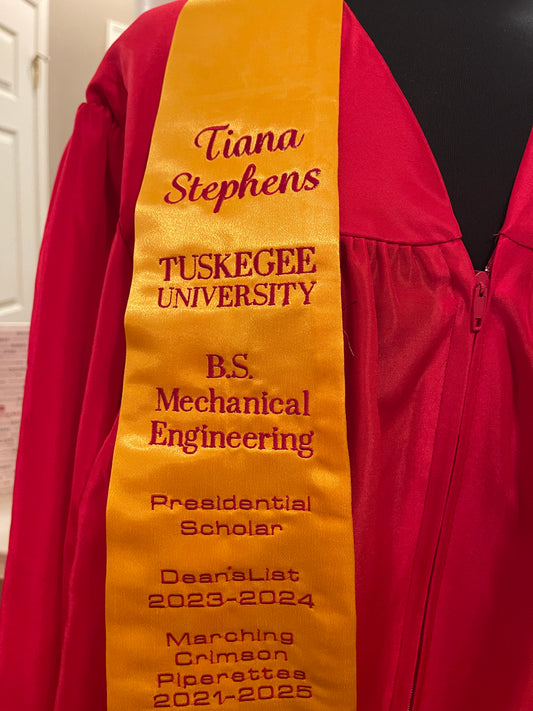 Tiana
Stephens
TUSKEGEE
UNIVERSITY
B.S.
Mechanical
Engineering
Presidential
Scholar
Dean'sList
2023-2024
Marching
Crimson
Piperettes
2021-2025